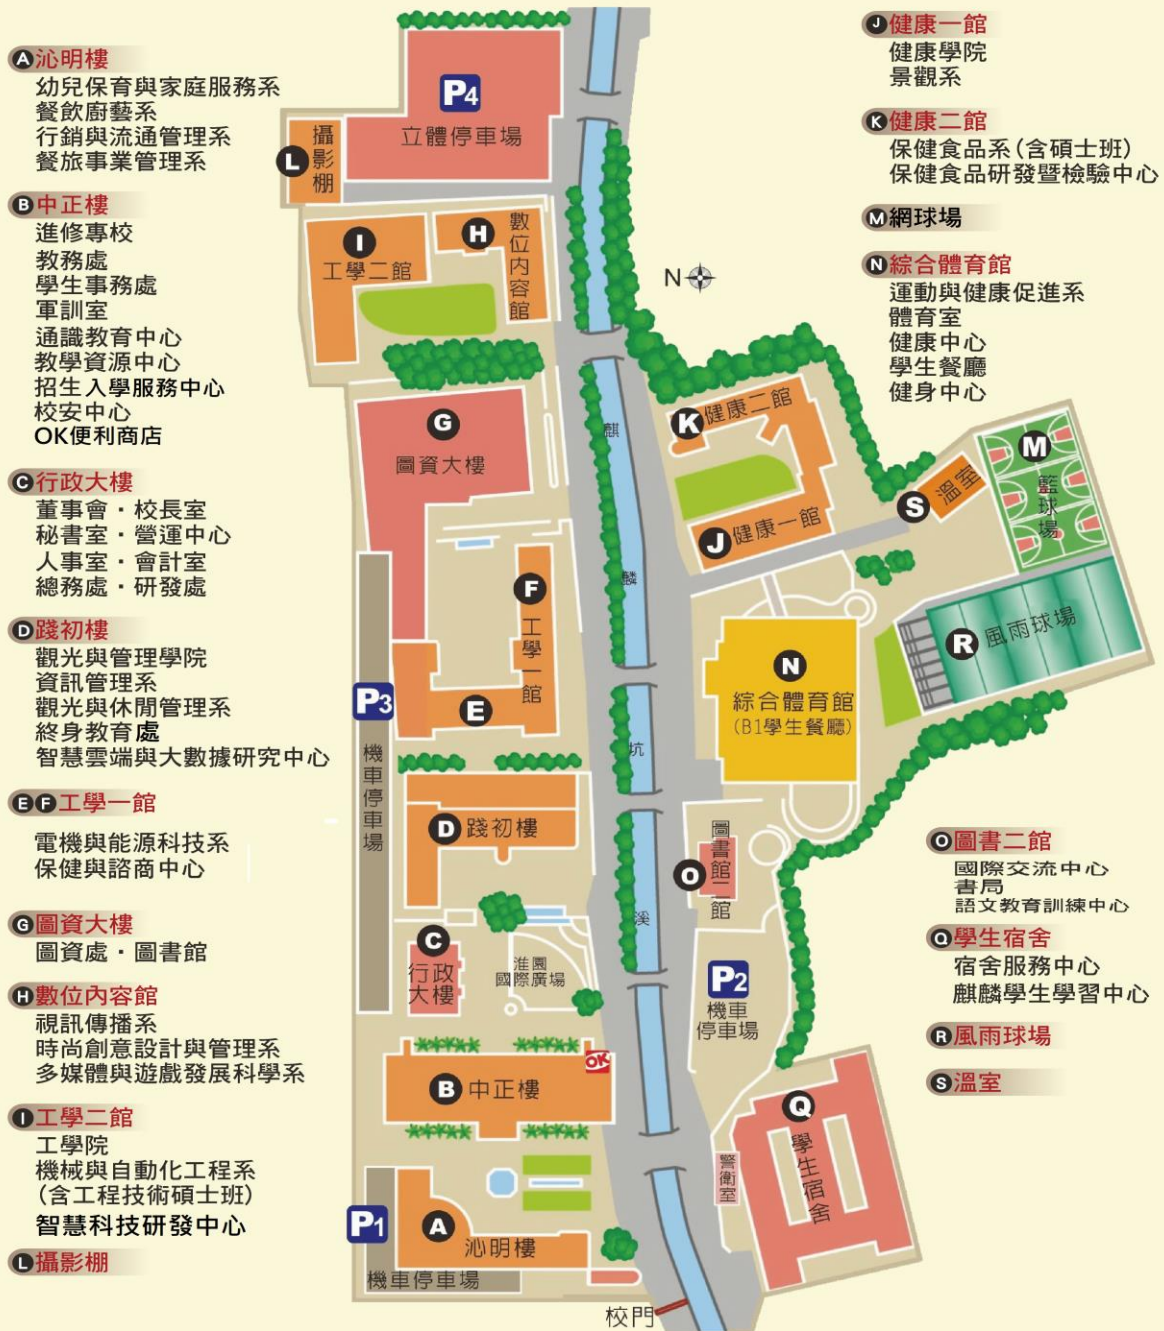 A 沁明樓
幼兒保育與家庭服務系
餐飲廚藝系
行銷與流通管理系
餐旅事業管理系
B 中正樓
進修專校
教務處
學生事務處
軍訓室
通識教育中心
教學資源中心
招生入學服務中心
校安中心
OK便利商店
C 行政大樓
董事會・校長室
秘書室・營運中心
人事室・會計室
總務處・研發處
D 踐初樓
觀光與管理學院
資訊管理系
觀光與休閒管理系
終身教育處
智慧雲端與大數據研究中心
E F 工學一館
電機與能源科技系
保健與諮商中心
G 圖資大樓
圖資處・圖書館
H 數位內容館
視訊傳播系
時尚創意設計與管理系
多媒體與遊戲發展科學系
I 工學二館
工學院
機械與自動化工程系
(含工程技術碩士班)
智慧科技研發中心
L 攝影棚
P4
立體停車場
L
攝影棚
I
工學二館
H
數位內容館
N
G
圖資大樓
K 健康二館
J 健康一館
S 溫室
M
籃球場
R 風雨球場
F
工學一館
E
P3
機車停車場
N
綜合體育館
(B1學生餐廳)
麒
麟
坑
溪
D 踐初樓
O
圖書館二館
C
行政
大樓
淮園
國際廣場
P2
機車
停車場
OK
B 中正樓
Q
學生宿舍
警衛室
P1
A
沁明樓
機車停車場
校門
J 健康一館
健康學院
景觀系
K 健康二館
保健食品系(含碩士班)
保健食品研發暨檢驗中心
M 網球場
N 綜合體育館
運動與健康促進系
體育室
健康中心
學生餐廳
健身中心
O 圖書二館
國際交流中心
書局
語文教育訓練中心
Q 學生宿舍
宿舍服務中心
麒麟學生學習中心
R 風雨球場
S 溫室